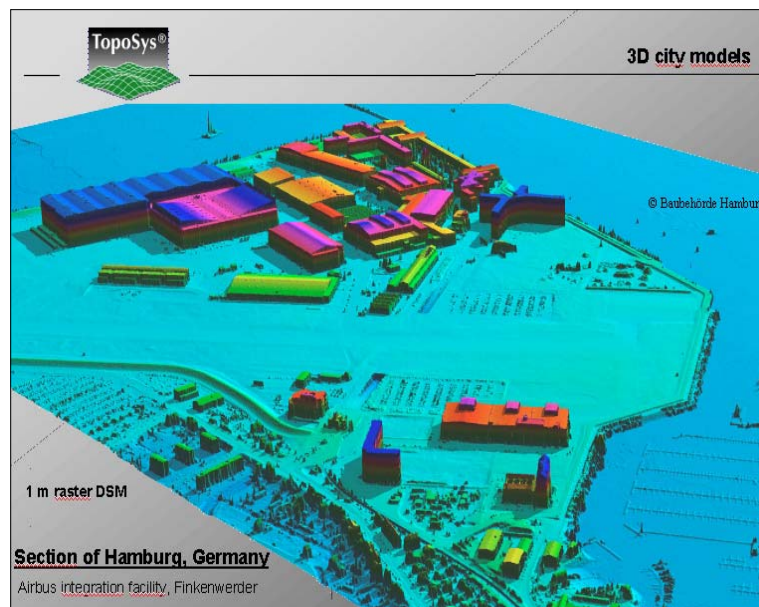 TopoSys®
3D city models
© Baubehörde Hambur
1 m raster DSM
Section of Hamburg, Germany
Airbus integration facility, Finkenwerder